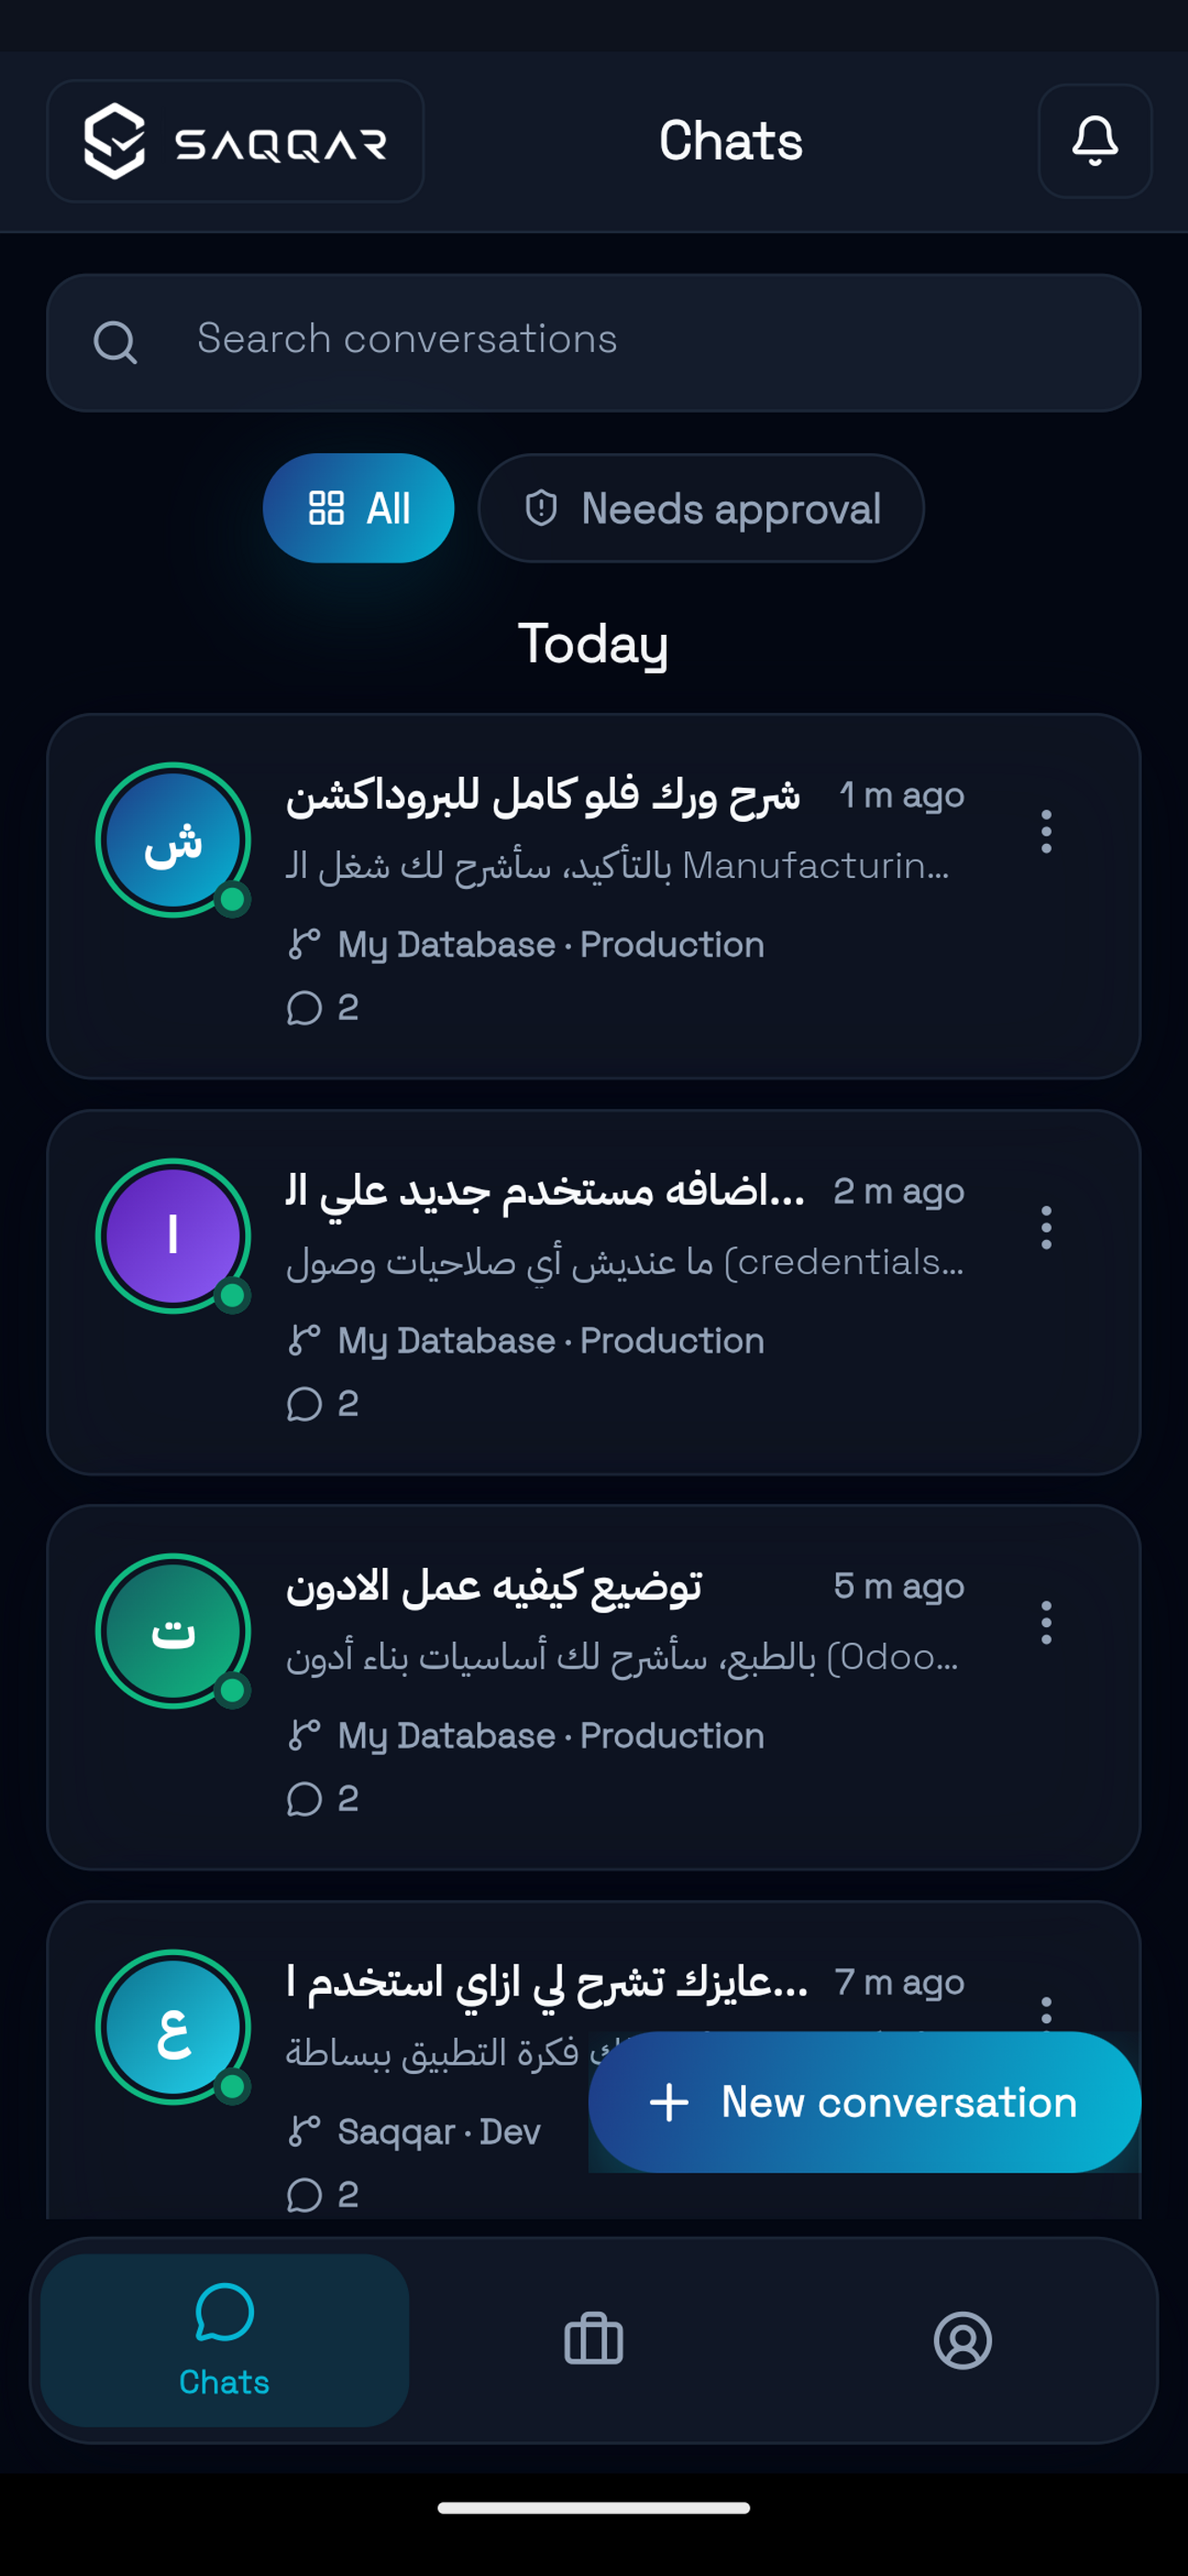 SAQQAR
Chats
Search conversations
All
Needs approval
Today
ش
شرح ورك فلو كامل للبروداكشن
1 m ago
بالتأكيد، سأشرح لك شغل الـ Manufacturin...
My Database · Production
2
ا
اضافه مستخدم جديد علي الـ...
2 m ago
ما عنديش أي صلاحيات وصول (credentials...
My Database · Production
2
ت
توضيع كيفيه عمل الادون
5 m ago
بالطبع، سأشرح لك أساسيات بناء أدون (Odoo...
My Database · Production
2
ع
عايزك تشرح لي ازاي استخدم ا...
7 m ago
فكرة التطبيق ببساطة
Saqqar · Dev
2
New conversation
Chats